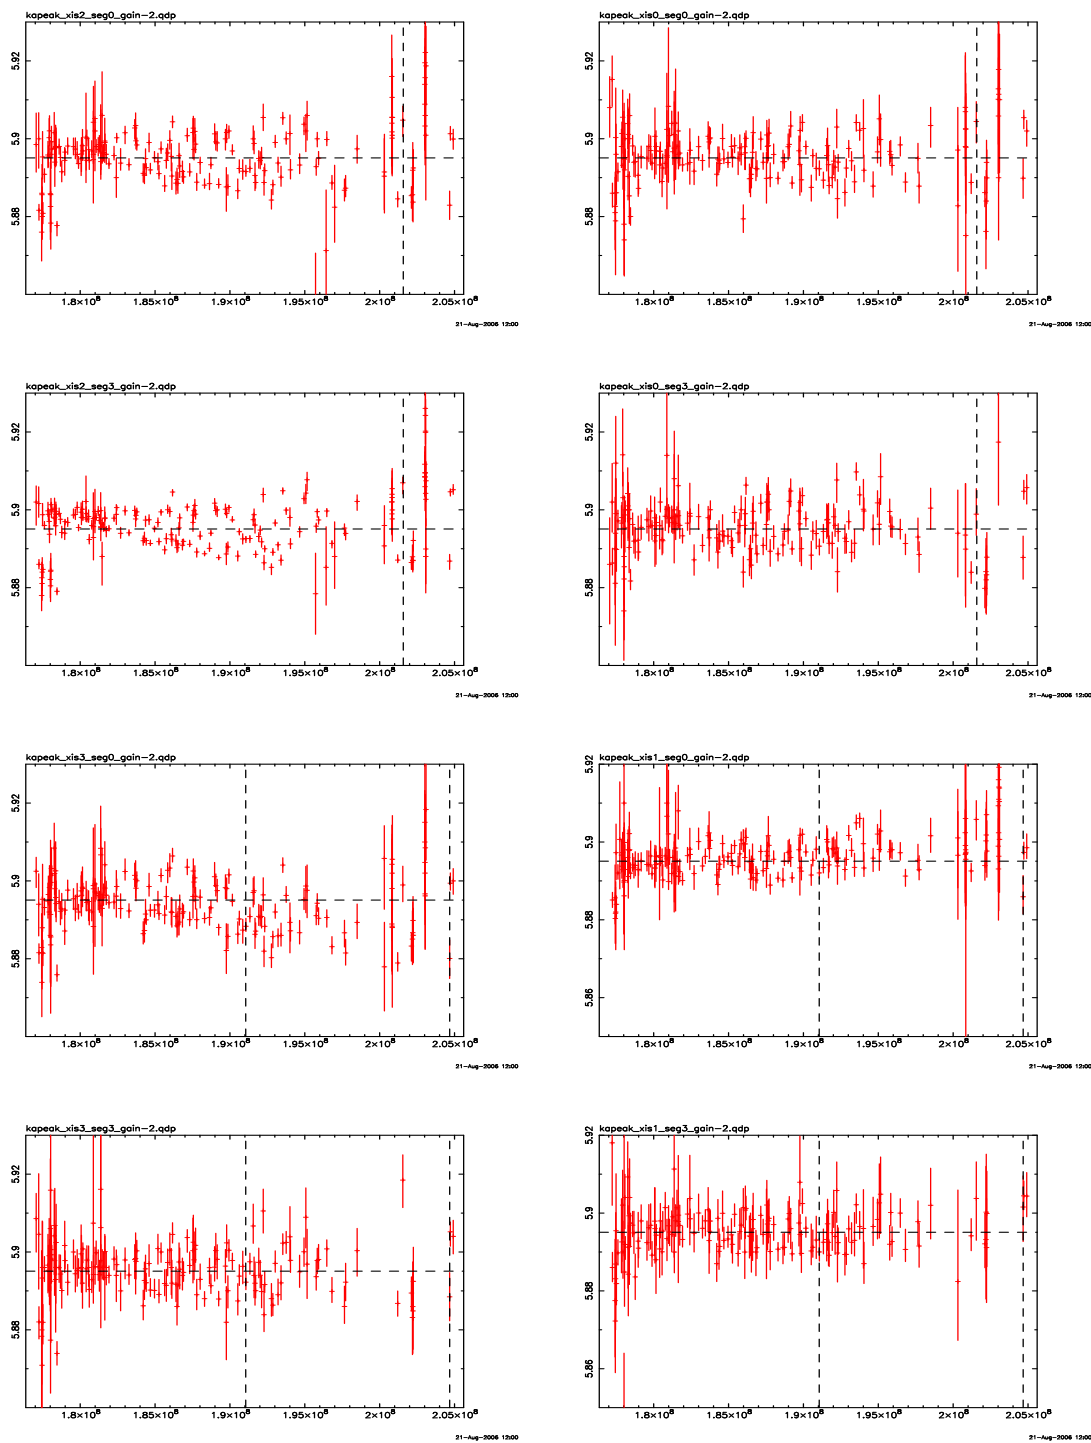 kapeak_xis2_seg0_gain-2.qdp
5.92
5.9
5.88
1.8×10⁸ 1.85×10⁸ 1.9×10⁸ 1.95×10⁸ 2×10⁸ 2.05×10⁸
21-Aug-2006 12:00
kapeak_xis0_seg0_gain-2.qdp
5.92
5.9
5.88
1.8×10⁸ 1.85×10⁸ 1.9×10⁸ 1.95×10⁸ 2×10⁸ 2.05×10⁸
21-Aug-2006 12:00
kapeak_xis2_seg3_gain-2.qdp
5.92
5.9
5.88
1.8×10⁸ 1.85×10⁸ 1.9×10⁸ 1.95×10⁸ 2×10⁸ 2.05×10⁸
21-Aug-2006 12:00
kapeak_xis0_seg3_gain-2.qdp
5.92
5.9
5.88
1.8×10⁸ 1.85×10⁸ 1.9×10⁸ 1.95×10⁸ 2×10⁸ 2.05×10⁸
21-Aug-2006 12:00
kapeak_xis3_seg0_gain-2.qdp
5.92
5.9
5.88
1.8×10⁸ 1.85×10⁸ 1.9×10⁸ 1.95×10⁸ 2×10⁸ 2.05×10⁸
21-Aug-2006 12:00
kapeak_xis1_seg0_gain-2.qdp
5.92
5.9
5.88
5.86
1.8×10⁸ 1.85×10⁸ 1.9×10⁸ 1.95×10⁸ 2×10⁸ 2.05×10⁸
21-Aug-2006 12:00
kapeak_xis3_seg3_gain-2.qdp
5.92
5.9
5.88
1.8×10⁸ 1.85×10⁸ 1.9×10⁸ 1.95×10⁸ 2×10⁸ 2.05×10⁸
21-Aug-2006 12:00
kapeak_xis1_seg3_gain-2.qdp
5.92
5.9
5.88
5.86
1.8×10⁸ 1.85×10⁸ 1.9×10⁸ 1.95×10⁸ 2×10⁸ 2.05×10⁸
21-Aug-2006 12:00